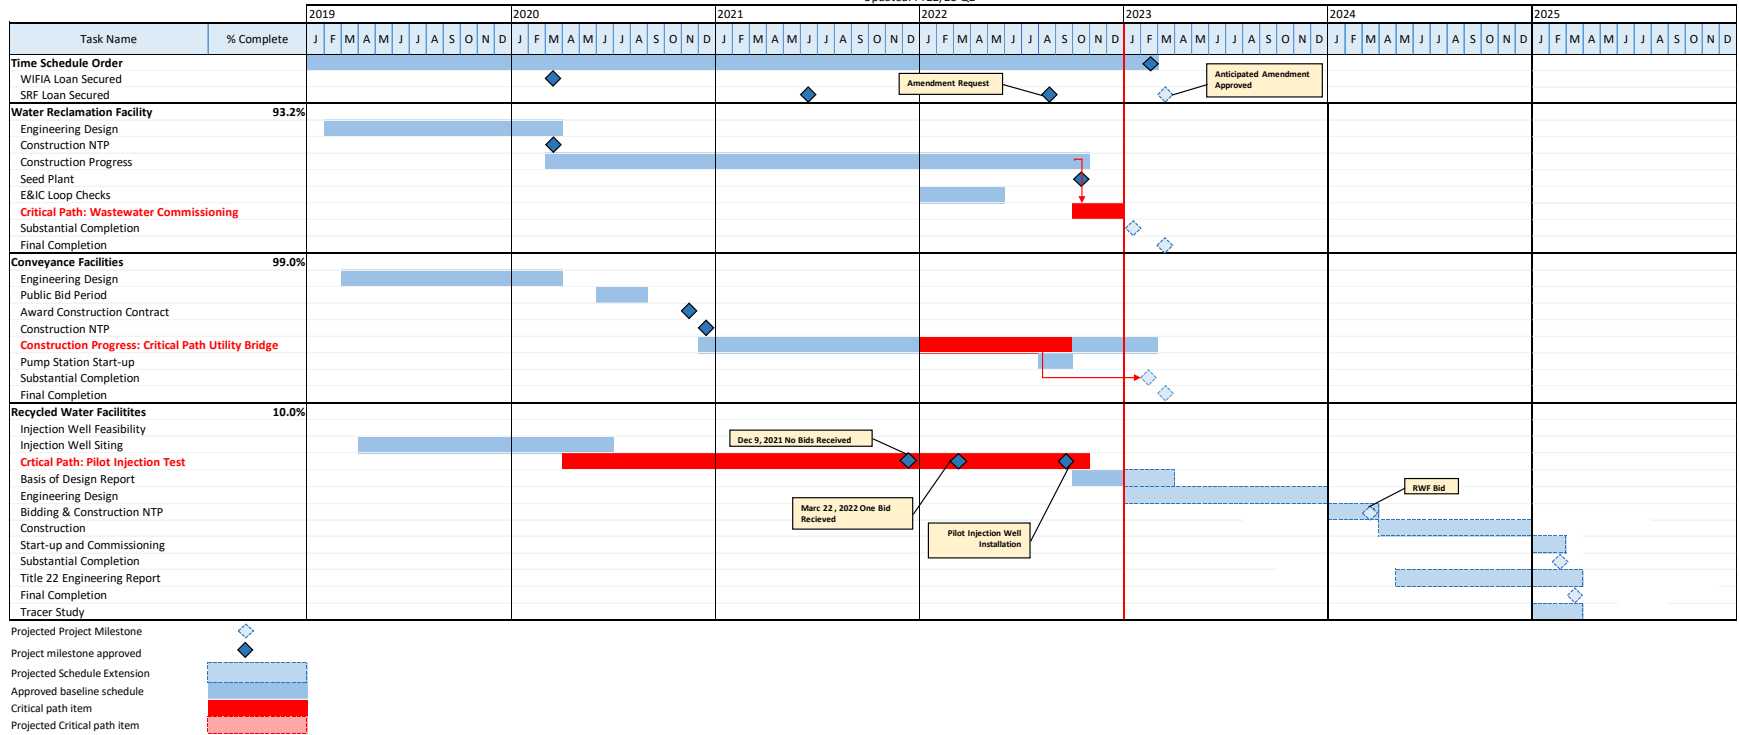 2019 2020 2021 2022 2023 2024 2025
Task Name % Complete J F M A M J J A S O N D J F M A M J J A S O N D J F M A M J J A S O N D J F M A M J J A S O N D J F M A M J J A S O N D J F M A M J J A S O N D J F M A M J J A S O N D
Time Schedule Order
WIFIA Loan Secured
SRF Loan Secured
Amendment Request
Anticipated Amendment
Approved
Water Reclamation Facility 93.2%
Engineering Design
Construction NTP
Construction Progress
Seed Plant
E&IC Loop Checks
Critical Path: Wastewater Commissioning
Substantial Completion
Final Completion
Conveyance Facilities 99.0%
Engineering Design
Public Bid Period
Award Construction Contract
Construction NTP
Construction Progress: Critical Path Utility Bridge
Pump Station Start-up
Substantial Completion
Final Completion
Recycled Water Facilitites 10.0%
Injection Well Feasibility
Injection Well Siting
Dec 9, 2021 No Bids Received
Crtical Path: Pilot Injection Test
Basis of Design Report
Engineering Design
RWF Bid
Bidding & Construction NTP
Marc 22 , 2022 One Bid
Recieved
Construction
Pilot Injection Well
Installation
Start-up and Commissioning
Substantial Completion
Title 22 Engineering Report
Final Completion
Tracer Study
Projected Project Milestone
Project milestone approved
Projected Schedule Extension
Approved baseline schedule
Critical path item
Projected Critical path item